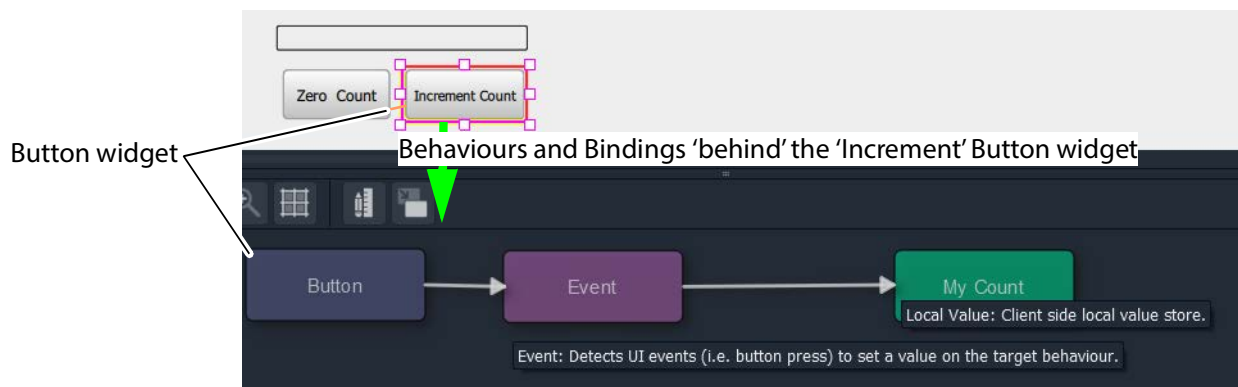 Zero Count
Increment Count
Button widget
Behaviours and Bindings ‘behind’ the ‘Increment’ Button widget
Button
Event
My Count
Local Value: Client side local value store.
Event: Detects UI events (i.e. button press) to set a value on the target behaviour.